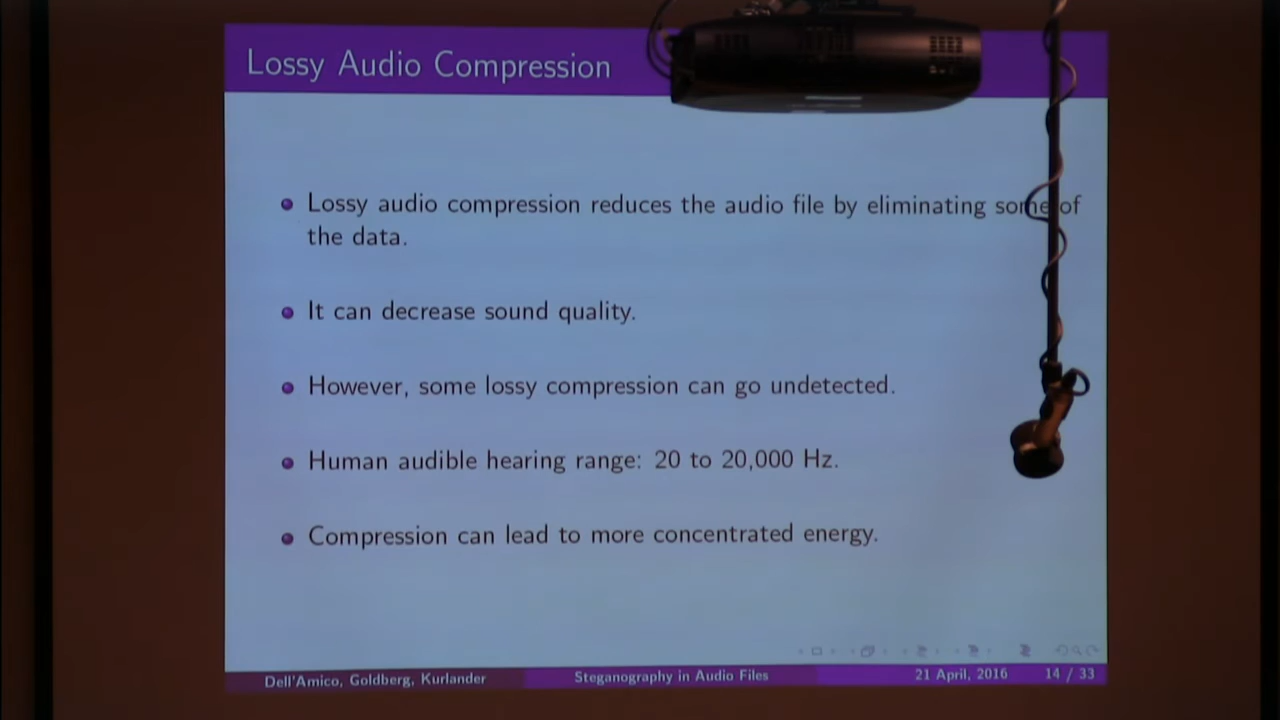 Lossy Audio Compression
Lossy audio compression reduces the audio file by eliminating some of
the data.
It can decrease sound quality.
However, some lossy compression can go undetected.
Human audible hearing range: 20 to 20,000 Hz.
Compression can lead to more concentrated energy.
Dell'Amico, Goldberg, Kurlander Steganography in Audio Files 21 April, 2016 14 / 33